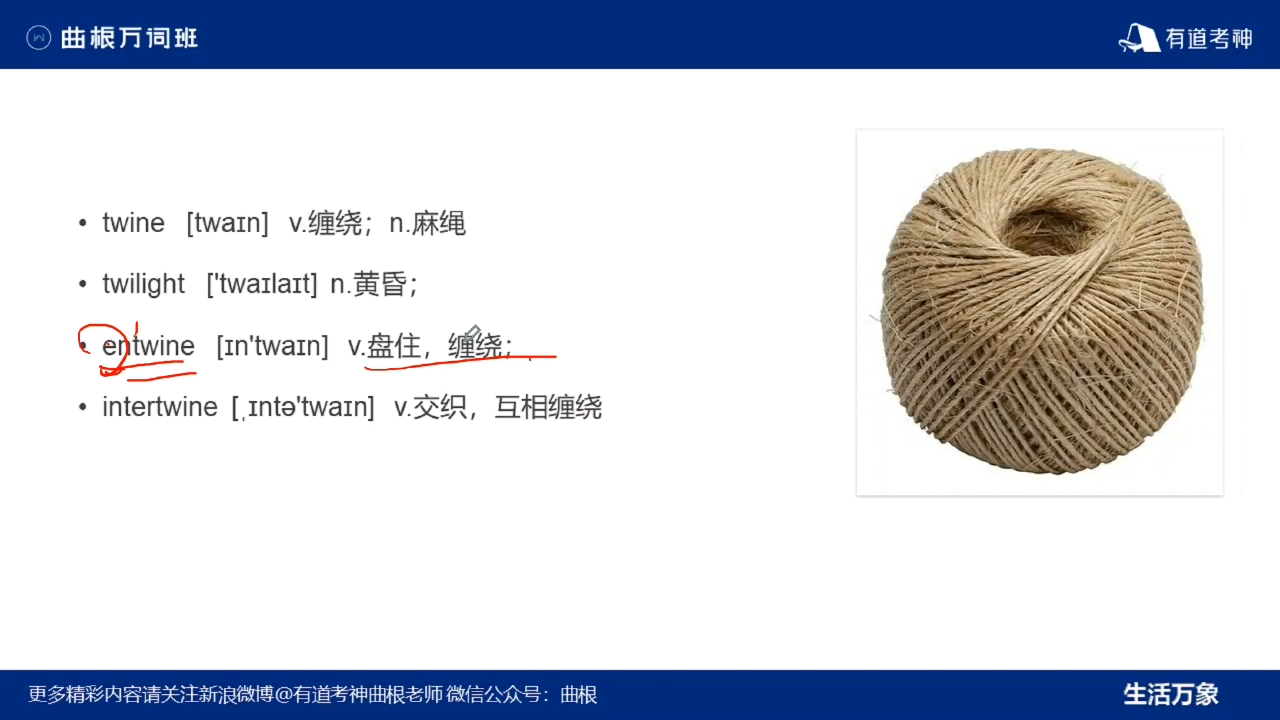 曲根万词班
有道考神
• twine [twaɪn] v.缠绕；n.麻绳
• twilight ['twaɪlaɪt] n.黄昏；
• entwine [ɪn'twaɪn] v.盘住，缠绕；
• intertwine [ˌɪntə'twaɪn] v.交织，互相缠绕
更多精彩内容请关注新浪微博@有道考神曲根老师 微信公众号：曲根
生活万象